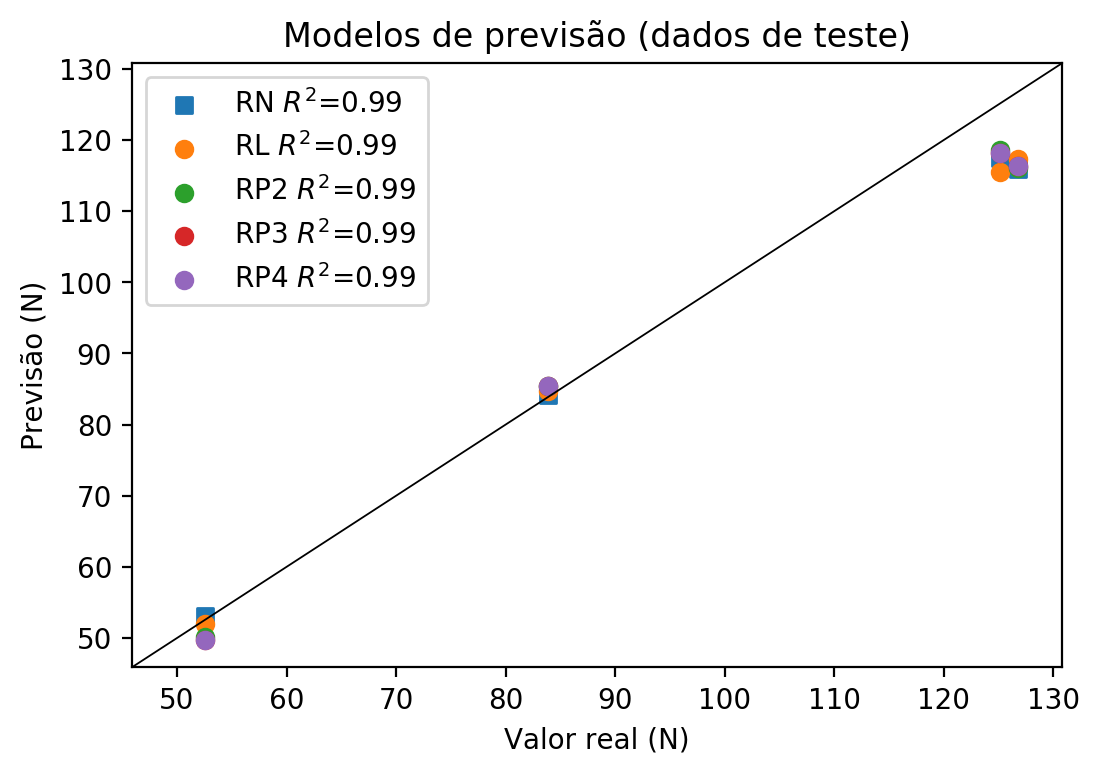 Modelos de previsão (dados de teste)
130
120
110
100
90
80
70
60
50
RN R²=0.99
RL R²=0.99
RP2 R²=0.99
RP3 R²=0.99
RP4 R²=0.99
Previsão (N)
50 60 70 80 90 100 110 120 130
Valor real (N)